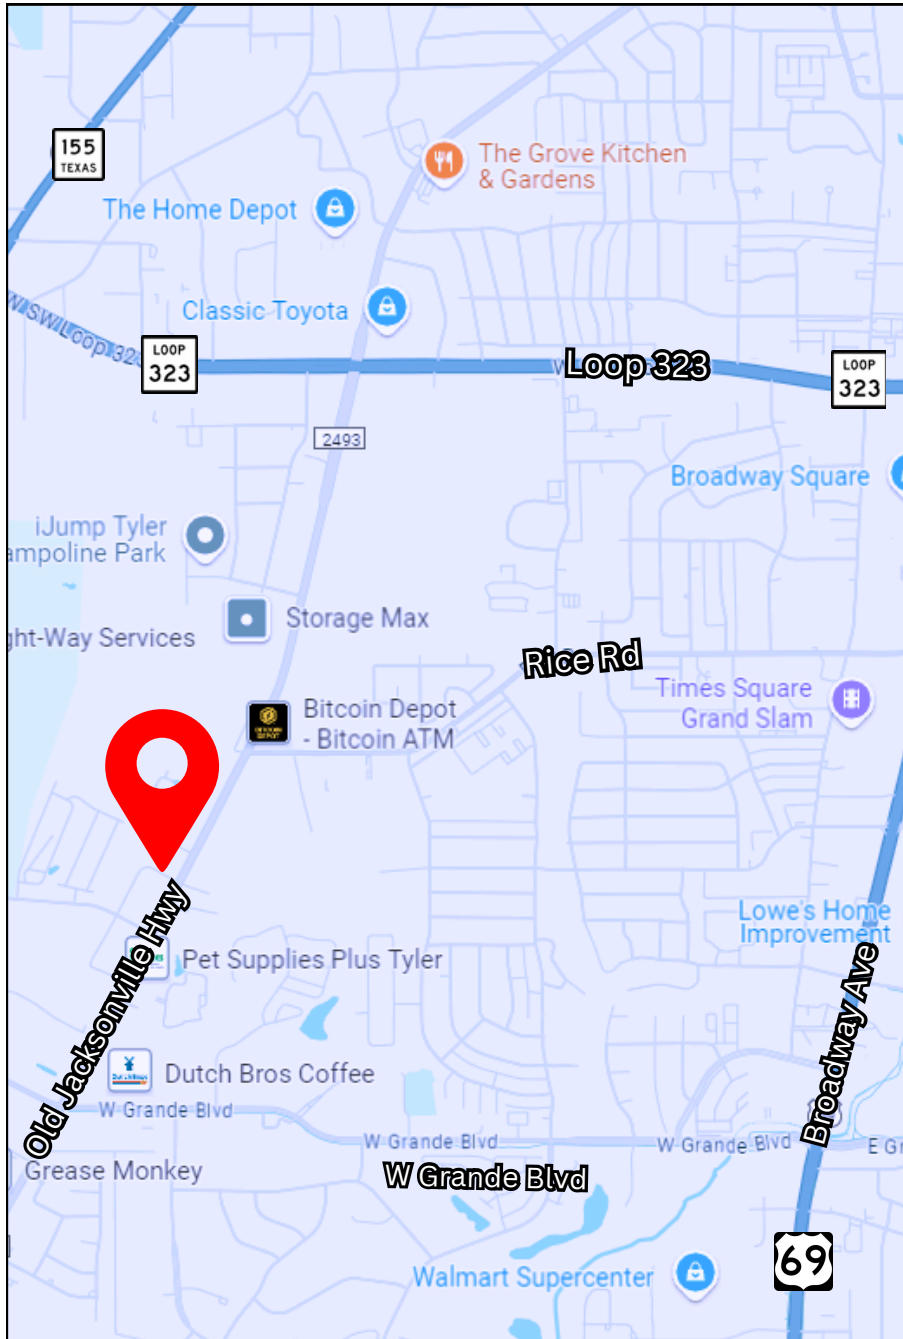 155
TEXAS
The Grove Kitchen
& Gardens
The Home Depot
Classic Toyota
W SW Loop 32
LOOP
323
Loop 323
LOOP
323
2493
Broadway Square
iJump Tyler
ampoline Park
Storage Max
ght-Way Services
Rice Rd
Times Square
Grand Slam
Bitcoin Depot
- Bitcoin ATM
Lowe's Home
Improvement
Old Jacksonville Hwy
Pet Supplies Plus Tyler
Broadway Ave
Dutch Bros Coffee
W Grande Blvd
W Grande Blvd
W Grande Blvd
E Gr
Grease Monkey
W Grande Blvd
69
Walmart Supercenter